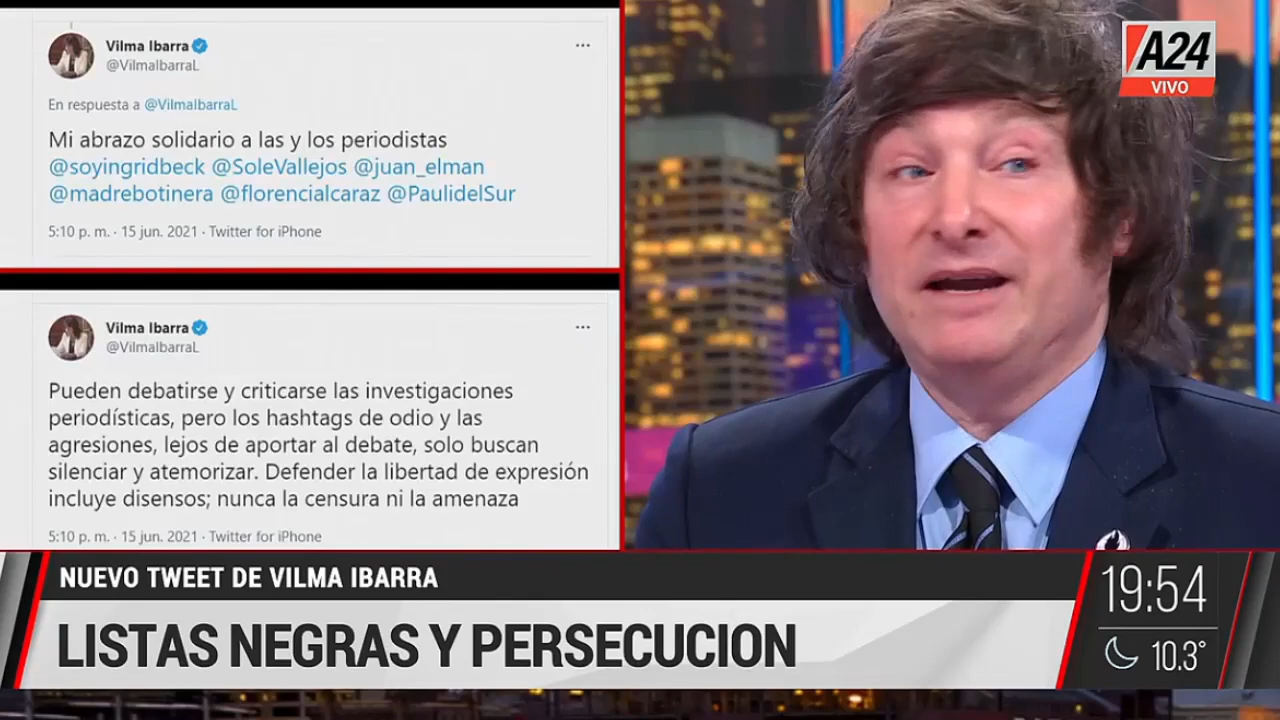 Vilma Ibarra
@VilmaIbarraL
En respuesta a @VilmaIbarraL
Mi abrazo solidario a las y los periodistas
@soyingridbeck @SoleVallejos @juan_elman
@madrebotinera @florencialcaraz @PaulidelSur
5:10 p. m. · 15 jun. 2021 · Twitter for iPhone
Vilma Ibarra
@VilmaIbarraL
Pueden debatirse y criticarse las investigaciones
periodísticas, pero los hashtags de odio y las
agresiones, lejos de aportar al debate, solo buscan
silenciar y atemorizar. Defender la libertad de expresión
incluye disensos; nunca la censura ni la amenaza
5:10 p. m. · 15 jun. 2021 · Twitter for iPhone
A24
VIVO
NUEVO TWEET DE VILMA IBARRA
LISTAS NEGRAS Y PERSECUCION
19:54
10.3°